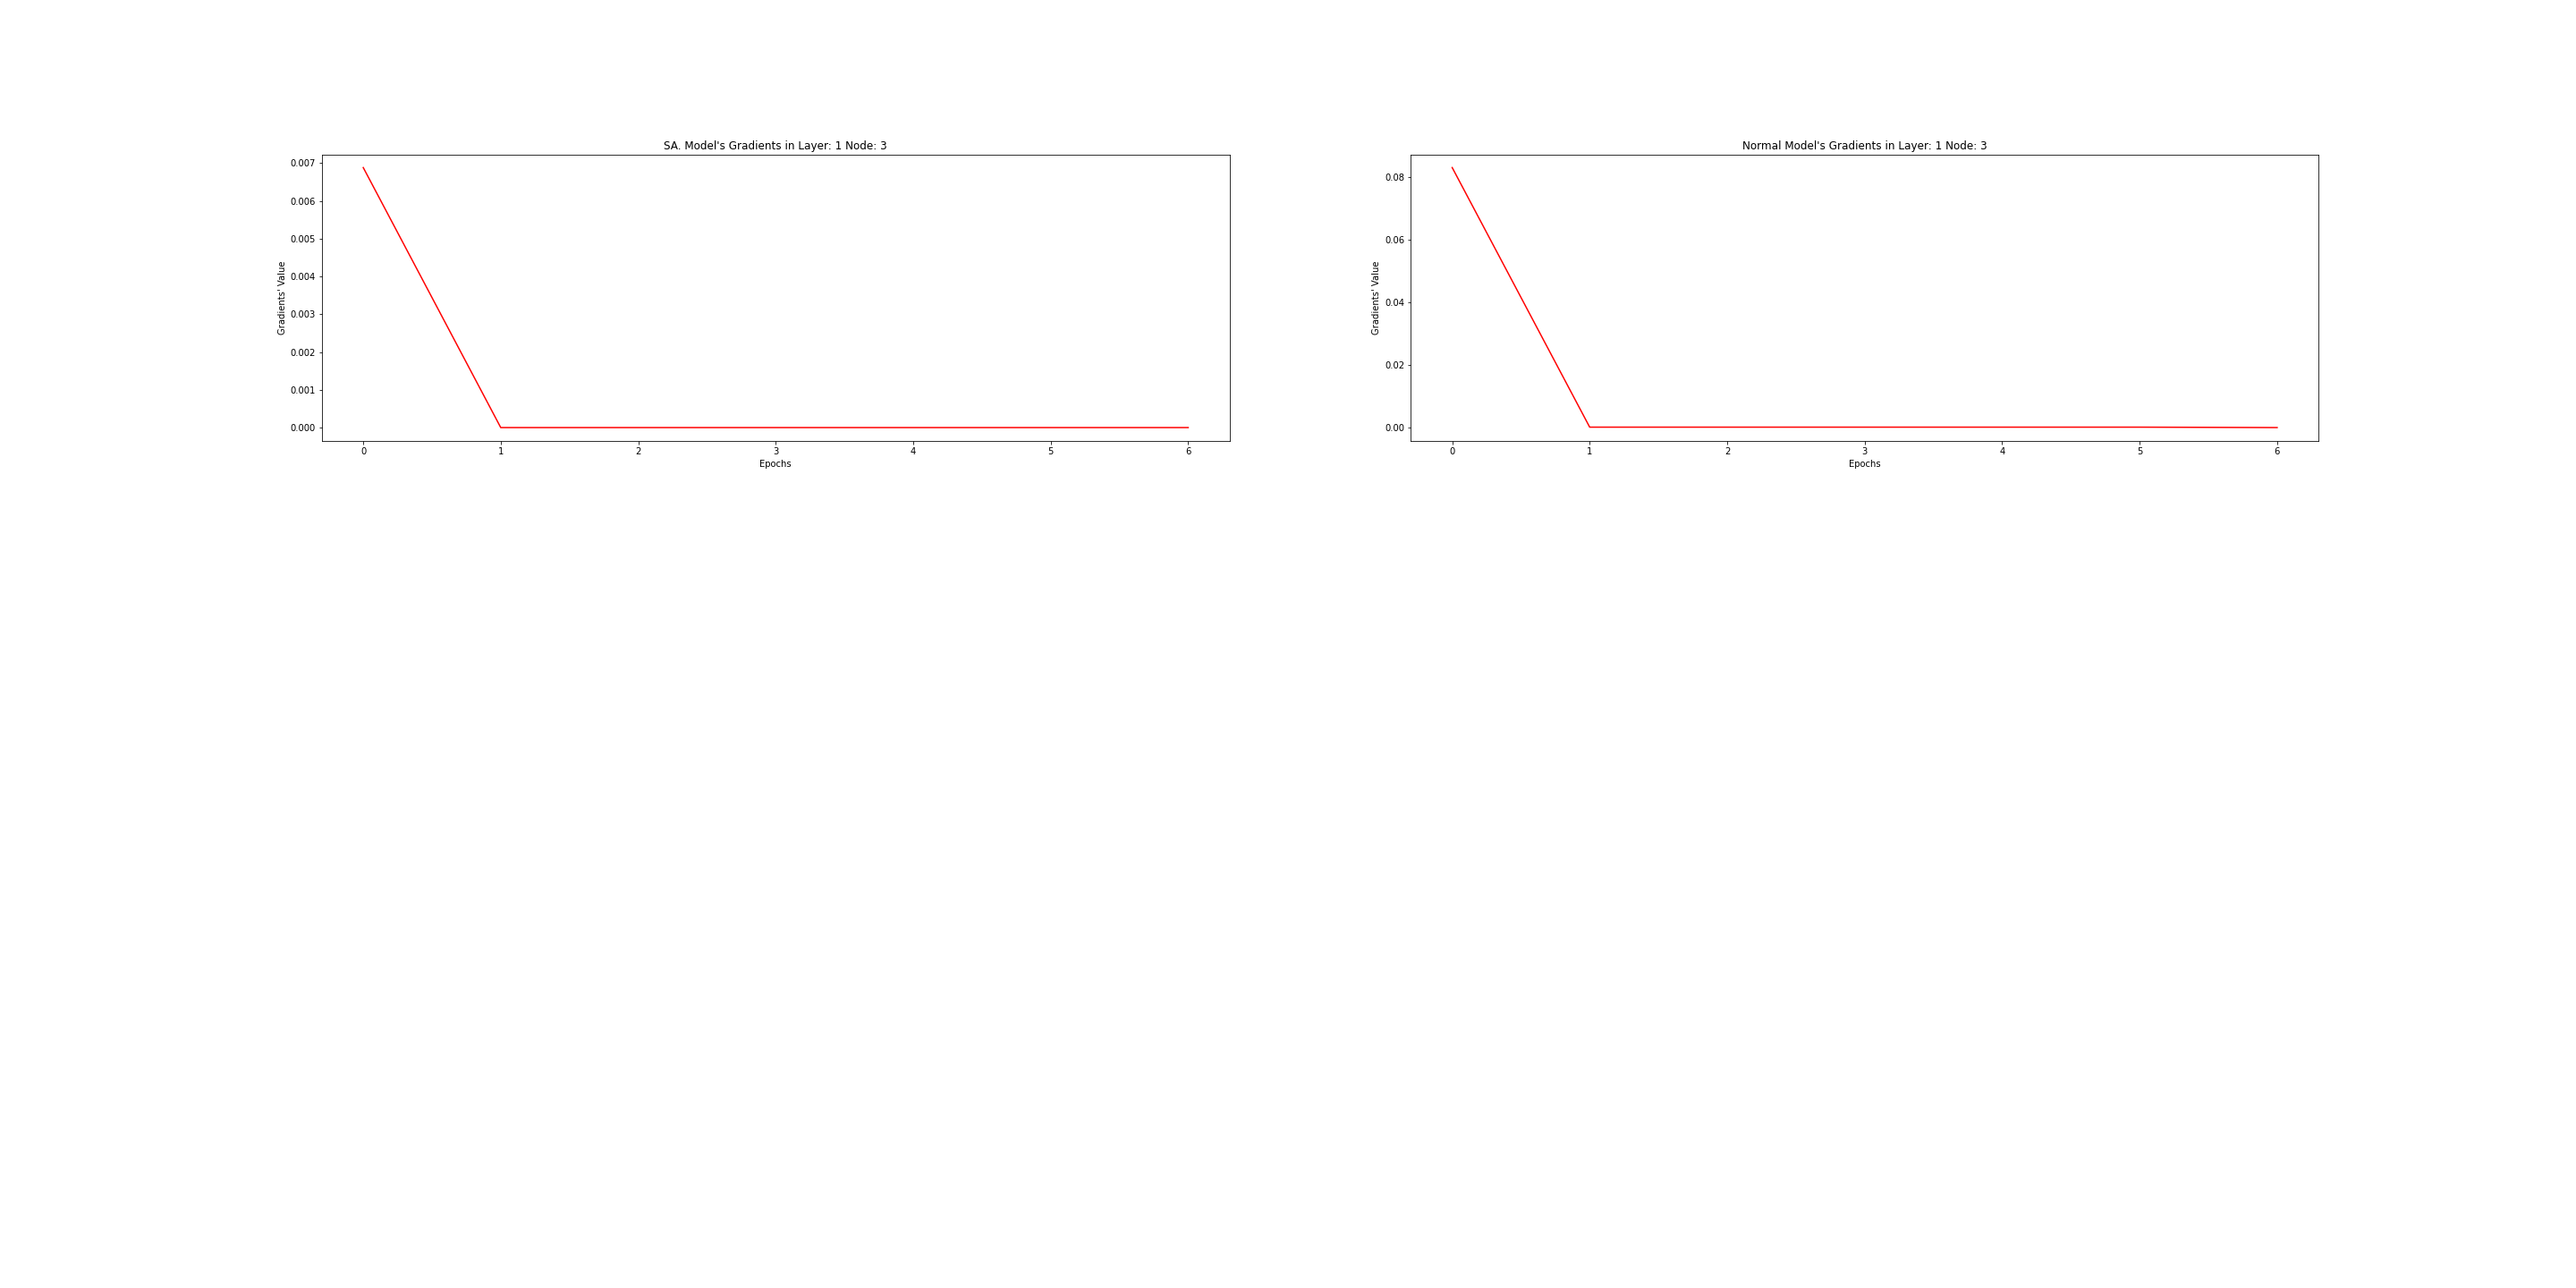 SA. Model's Gradients in Layer: 1 Node: 3
0.007
0.006
0.005
0.004
0.003
0.002
0.001
0.000
Gradients' Value
0 1 2 3 4 5 6
Epochs
Normal Model's Gradients in Layer: 1 Node: 3
0.08
0.06
0.04
0.02
0.00
Gradients' Value
0 1 2 3 4 5 6
Epochs